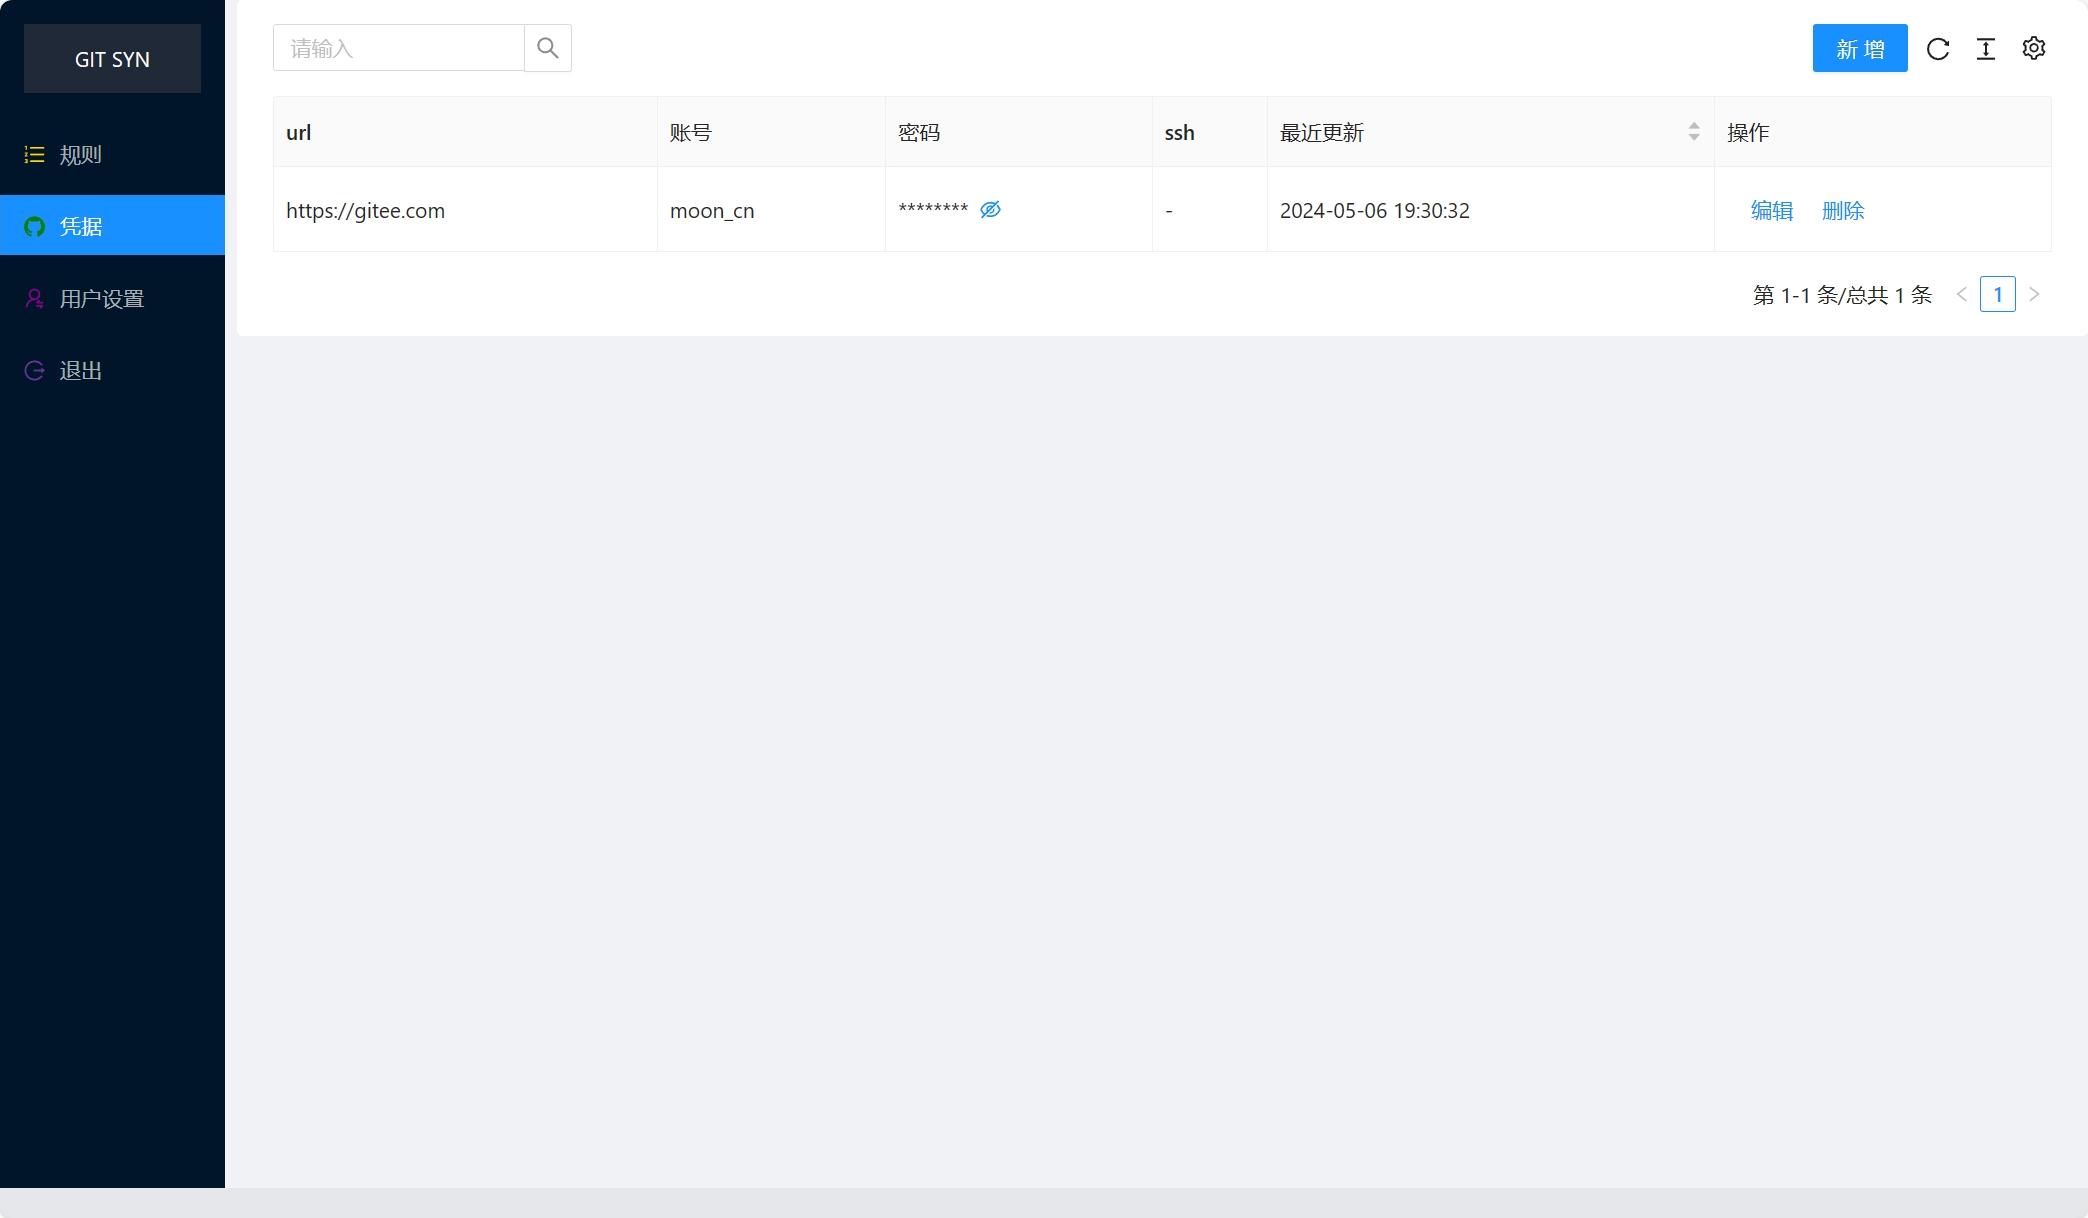 GIT SYN
规则
凭据
用户设置
退出
请输入
新 增
url 账号 密码 ssh 最近更新 操作
https://gitee.com moon_cn ******** - 2024-05-06 19:30:32 编辑 删除
第 1-1 条/总共 1 条 < 1 >